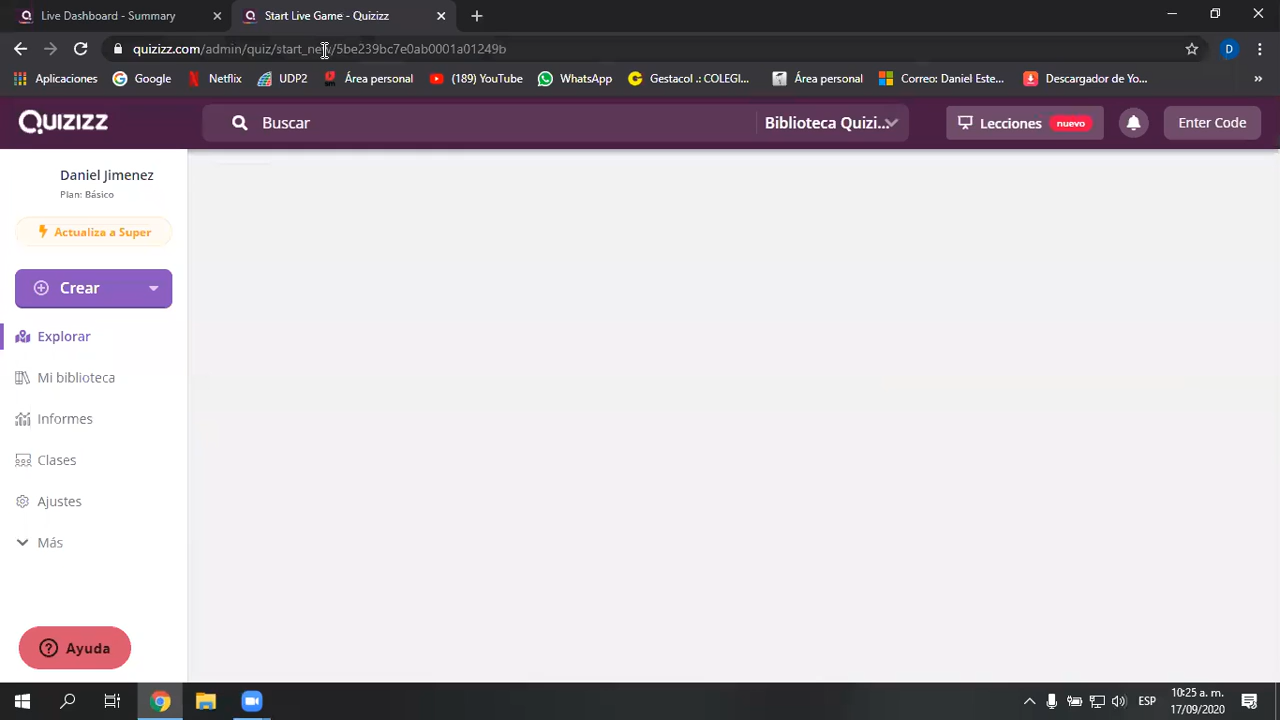 Live Dashboard - Summary
Start Live Game - Quizizz
quizizz.com/admin/quiz/start_new/5be239bc7e0ab0001a01249b
D
Aplicaciones
Google
Netflix
UDP2
Área personal
(189) YouTube
WhatsApp
Gestacol .: COLEGI...
Área personal
Correo: Daniel Este...
Descargador de Yo...
»
QUIZIZZ
Buscar
Biblioteca Quizi...
Lecciones nuevo
Enter Code
Daniel Jimenez
Plan: Básico
Actualiza a Super
Crear
Explorar
Mi biblioteca
Informes
Clases
Ajustes
Más
Ayuda
ESP
10:25 a. m.
17/09/2020